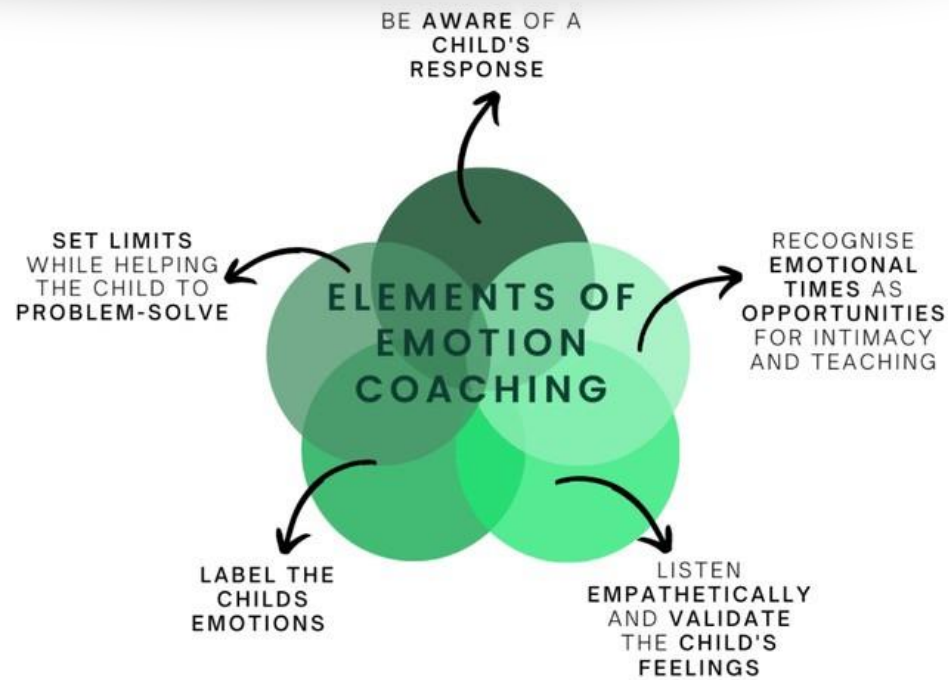 BE AWARE OF A
CHILD'S
RESPONSE
SET LIMITS
WHILE HELPING
THE CHILD TO
PROBLEM-SOLVE
RECOGNISE
EMOTIONAL
TIMES AS
OPPORTUNITIES
FOR INTIMACY
AND TEACHING
ELEMENTS OF
EMOTION
COACHING
LABEL THE
CHILDS
EMOTIONS
LISTEN
EMPATHETICALLY
AND VALIDATE
THE CHILD'S
FEELINGS